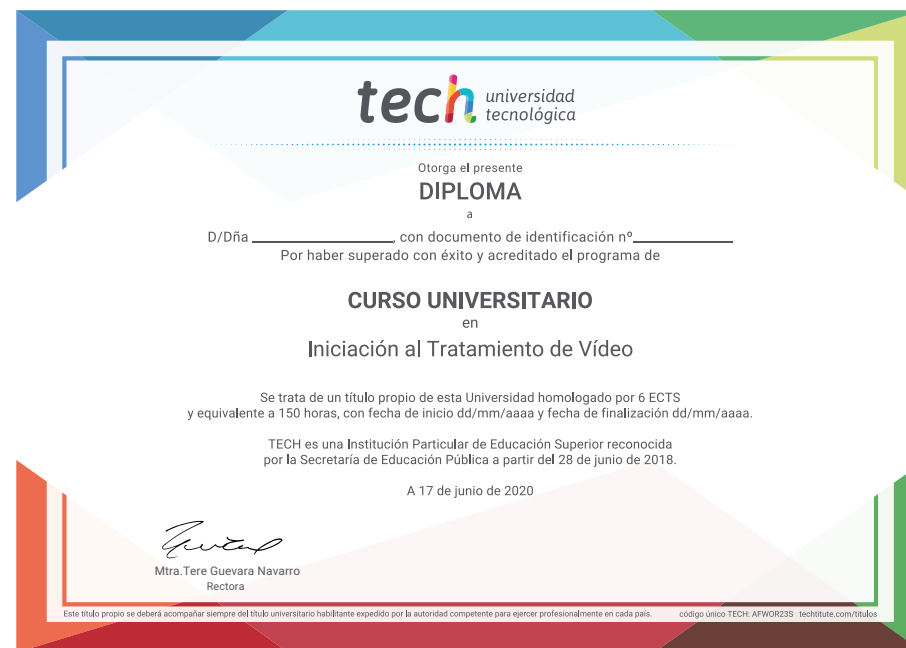 tech universidad
tecnológica
Otorga el presente
DIPLOMA
a
D/Dña ____________________, con documento de identificación nº______________
Por haber superado con éxito y acreditado el programa de
CURSO UNIVERSITARIO
en
Iniciación al Tratamiento de Vídeo
Se trata de un título propio de esta Universidad homologado por 6 ECTS
y equivalente a 150 horas, con fecha de inicio dd/mm/aaaa y fecha de finalización dd/mm/aaaa.
TECH es una Institución Particular de Educación Superior reconocida
por la Secretaría de Educación Pública a partir del 28 de junio de 2018.
A 17 de junio de 2020
Mtra.Tere Guevara Navarro
Rectora
Este título propio se deberá acompañar siempre del título universitario habilitante expedido por la autoridad competente para ejercer profesionalmente en cada país. código único TECH: AFWOR23S techtitute.com/titulos